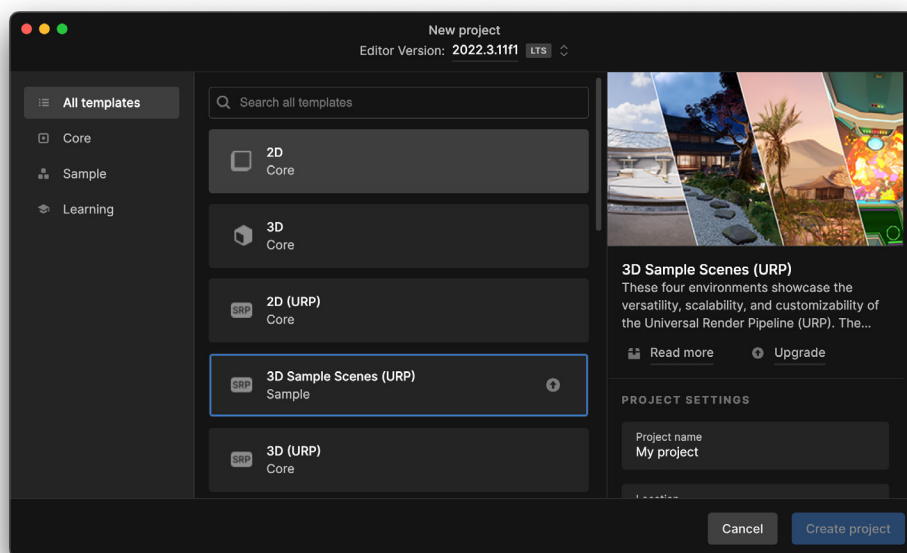 New project
Editor Version: 2022.3.11f1 LTS
All templates
Core
Sample
Learning
Search all templates
2D
Core
3D
Core
SRP
2D (URP)
Core
SRP
3D Sample Scenes (URP)
Sample
SRP
3D (URP)
Core
3D Sample Scenes (URP)
These four environments showcase the
versatility, scalability, and customizability of
the Universal Render Pipeline (URP). The...
Read more
Upgrade
PROJECT SETTINGS
Project name
My project
Location
Cancel
Create project